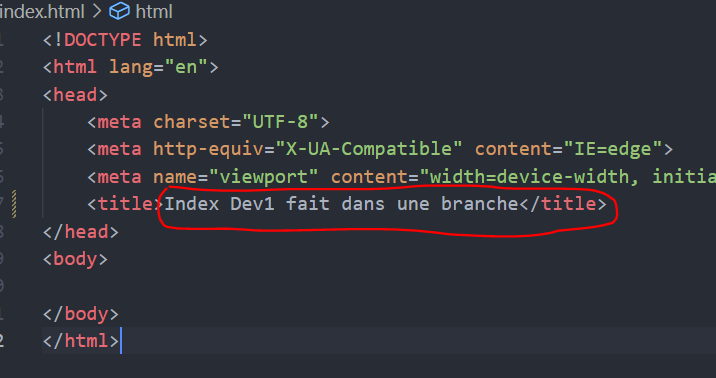 index.html > html
<!DOCTYPE html>
<html lang="en">
<head>
<meta charset="UTF-8">
<meta http-equiv="X-UA-Compatible" content="IE=edge">
<meta name="viewport" content="width=device-width, initia
<title>Index Dev1 fait dans une branche</title>
</head>
<body>
</body>
</html>